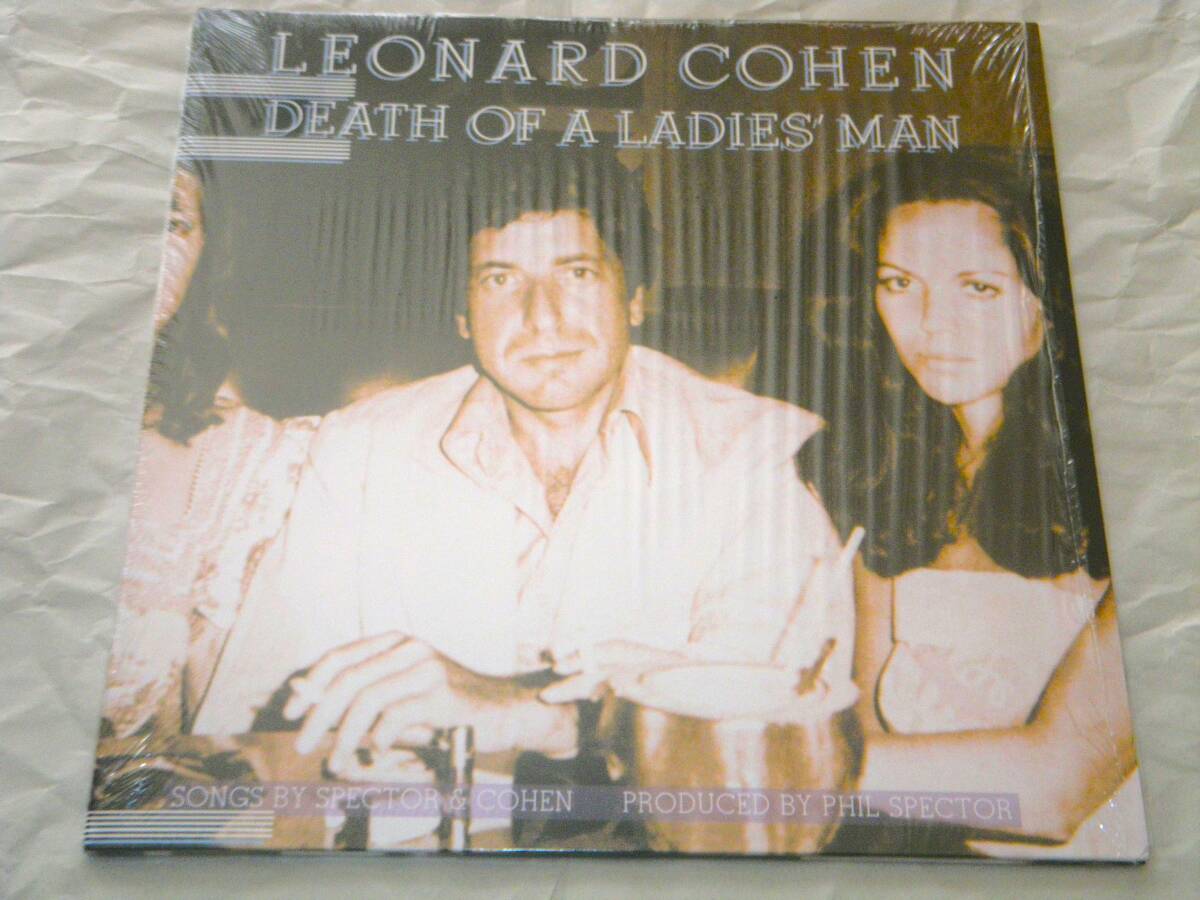 LEONARD COHEN
DEATH OF A LADIES' MAN
SONGS BY SPECTOR & COHEN PRODUCED BY PHIL SPECTOR